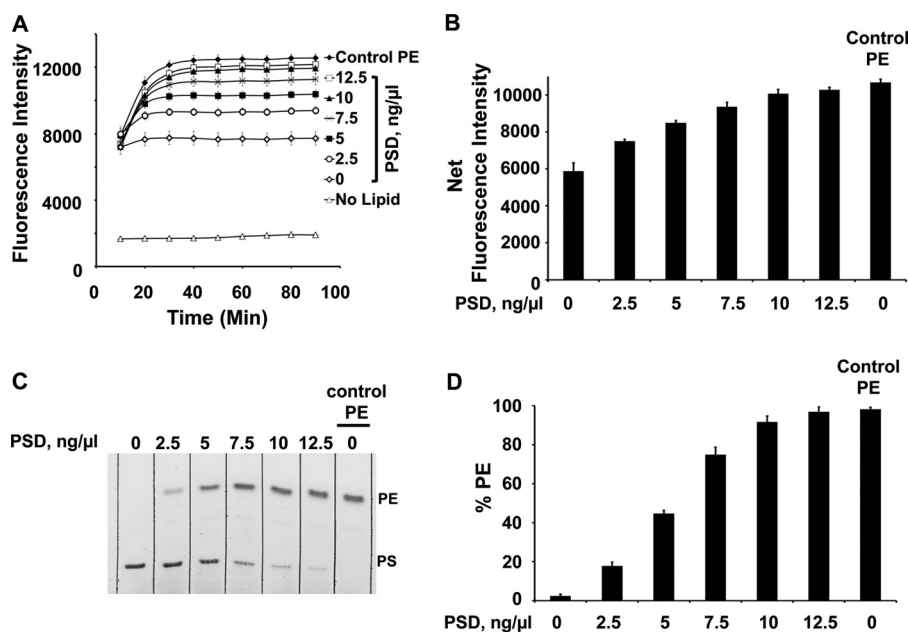 A
Fluorescence Intensity
12000
8000
4000
0
0 20 40 60 80 100
Time (Min)
Control PE
12.5
10
7.5
5
2.5
0
PSD, ng/µl
No Lipid
B
Net
Fluorescence Intensity
10000
8000
6000
4000
2000
0
Control
PE
PSD, ng/µl 0 2.5 5 7.5 10 12.5 0
C
control
PE
PSD, ng/µl 0 2.5 5 7.5 10 12.5 0
PE
PS
D
% PE
100
80
60
40
20
0
Control
PE
PSD, ng/µl 0 2.5 5 7.5 10 12.5 0